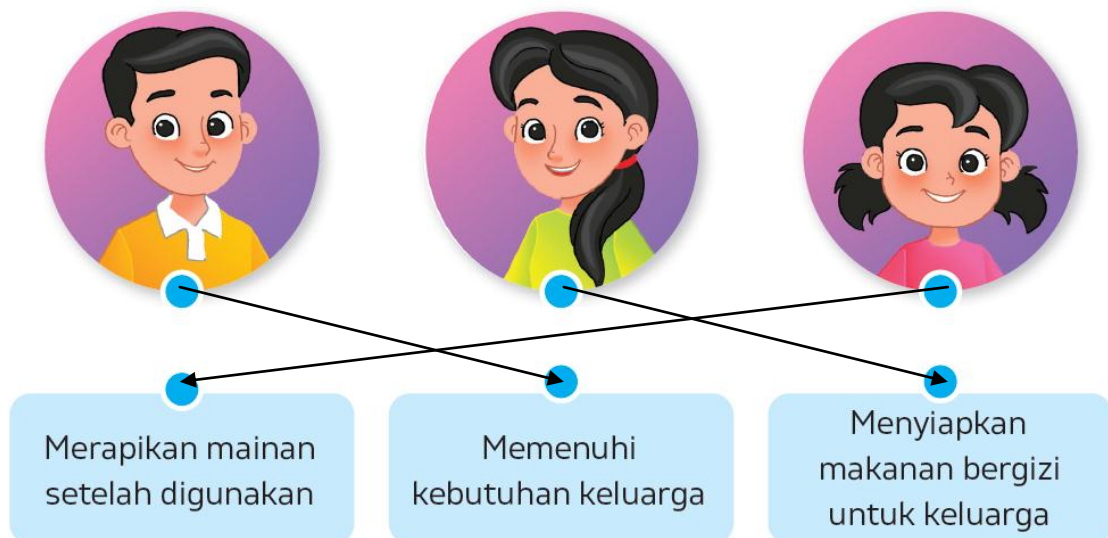 Merapikan mainan
setelah digunakan
Memenuhi
kebutuhan keluarga
Menyiapkan
makanan bergizi
untuk keluarga